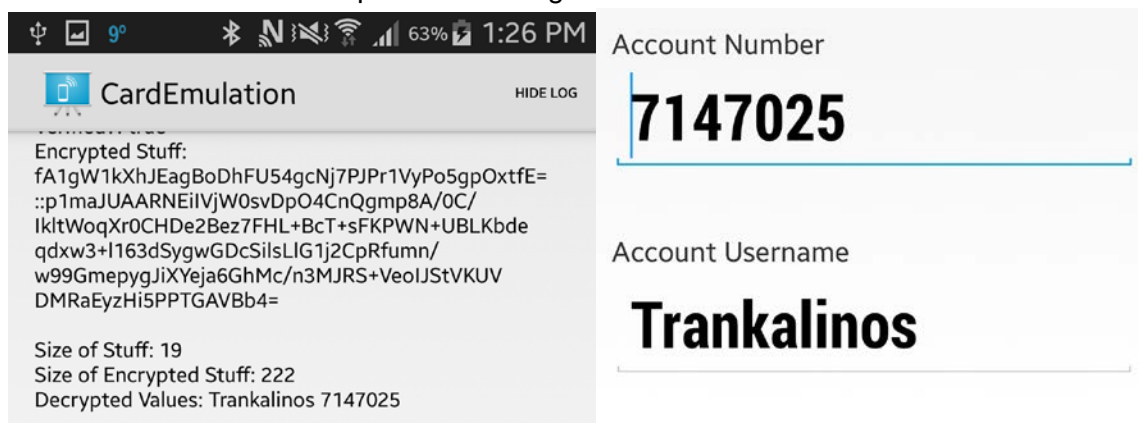 9° 63% 1:26 PM
CardEmulation HIDE LOG
Encrypted Stuff:
fA1gW1kXhJEagBoDhFU54gcNj7PJPr1VyPo5gpOxtfE=
::p1maJUAARNEiIVjW0svDpO4CnQgmp8A/0C/
IkltWoqXr0CHDe2Bez7FHL+BcT+sFKPWN+UBLKbde
qdxw3+l163dSygwGDcSilsLlG1j2CpRfumn/
w99GmepygJiXYeja6GhMc/n3MJRS+VeoIJStVKUV
DMRaEyzHi5PPTGAVBb4=
Size of Stuff: 19
Size of Encrypted Stuff: 222
Decrypted Values: Trankalinos 7147025
Account Number
7147025
Account Username
Trankalinos